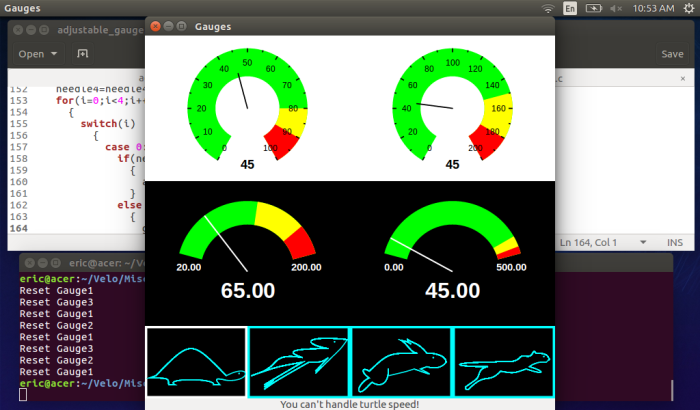 Gauges
En
10:53 AM
adjustable_gauge
Gauges
Open
Save
a
.c
×
152 needle4=needle4
153 for(i=0;i<4;i++
154 {
155 switch(i)
156 {
157 case 0:
158 if(ne
159 {
160 a
161 }
162 else
163 {
164 g
0 10 20 30 40 50 60 70 80 90 100
45
0 20 40 60 80 100 120 140 160 180 200
45
20.00 200.00
65.00
0.00 500.00
45.00
Ln 164, Col 1 INS
eric@acer: ~/Velo/Misc
eric@acer:~/Velo/Misc
Reset Gauge1
Reset Gauge3
Reset Gauge1
Reset Gauge2
Reset Gauge1
Reset Gauge3
Reset Gauge2
Reset Gauge1
eric@acer:~/Velo/Misc
You can't handle turtle speed!